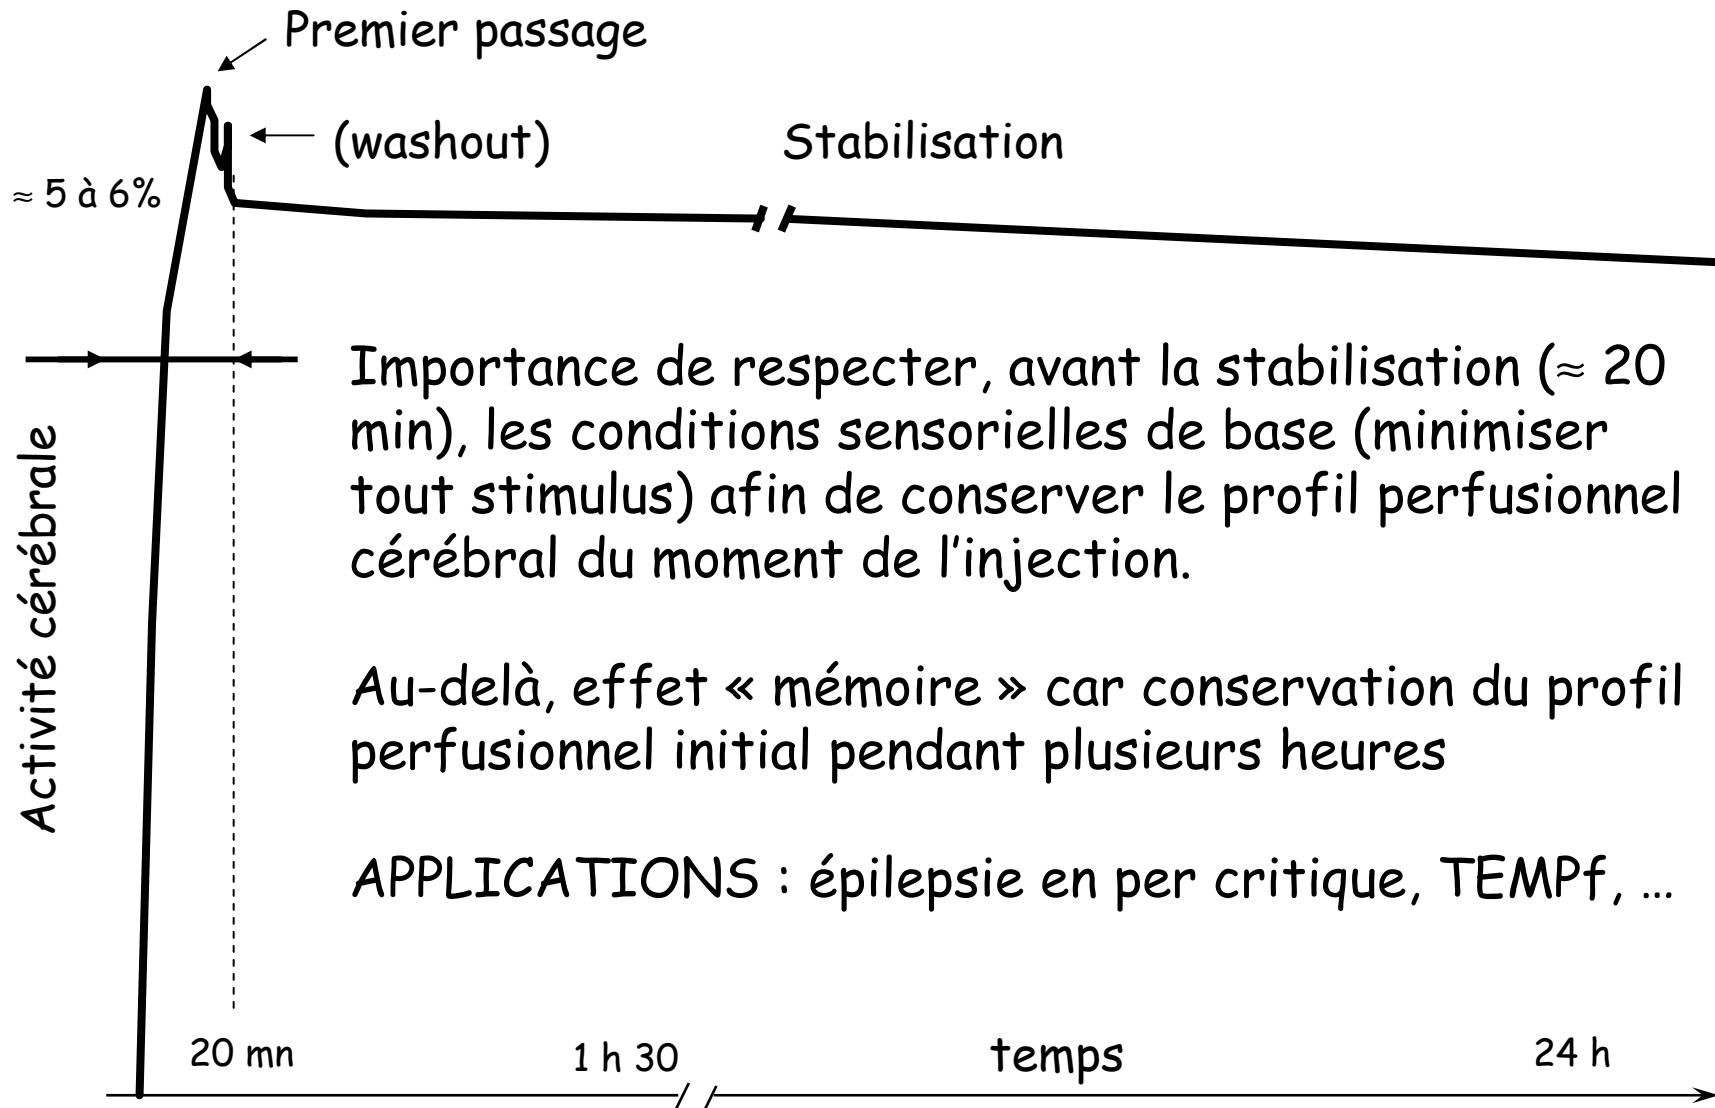 Premier passage
(washout)
Stabilisation
≈ 5 à 6%
Activité cérébrale
Importance de respecter, avant la stabilisation (≈ 20
min), les conditions sensorielles de base (minimiser
tout stimulus) afin de conserver le profil perfusionnel
cérébral du moment de l’injection.
Au-delà, effet « mémoire » car conservation du profil
perfusionnel initial pendant plusieurs heures
APPLICATIONS : épilepsie en per critique, TEMPf, …
20 mn
1 h 30
temps
24 h